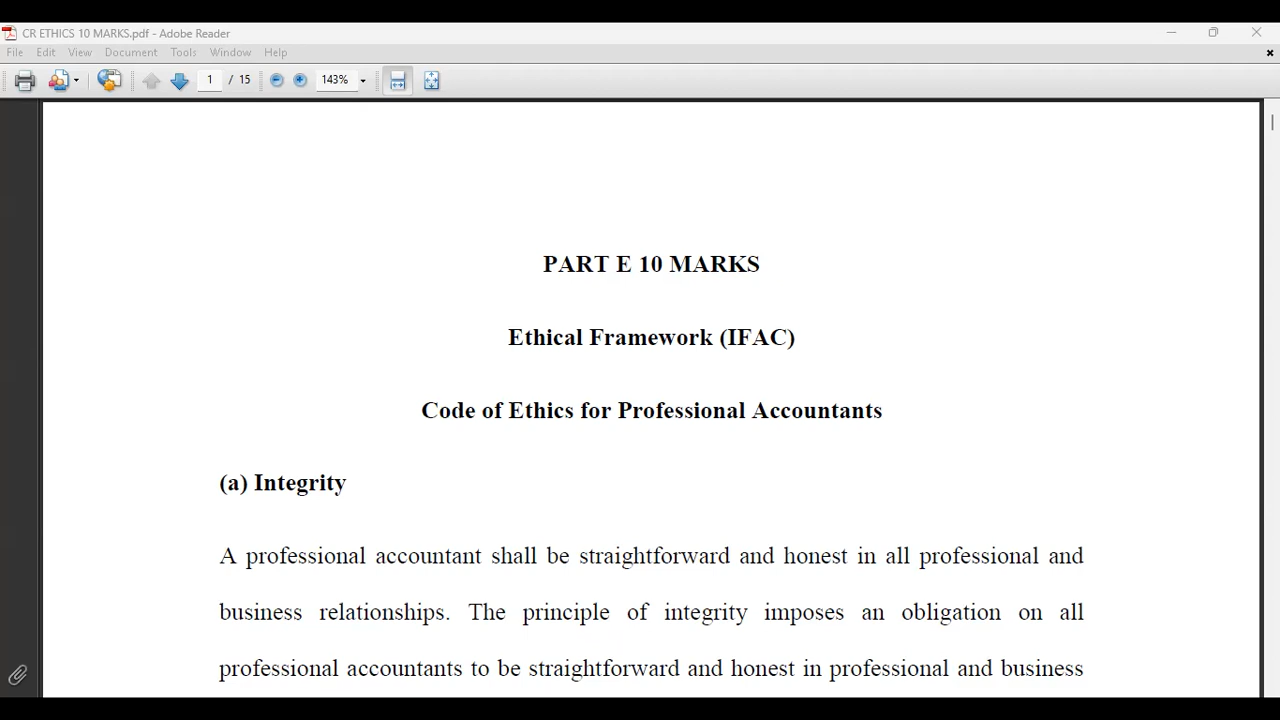 CR ETHICS 10 MARKS.pdf - Adobe Reader
File Edit View Document Tools Window Help
1 / 15 143%
PART E 10 MARKS
Ethical Framework (IFAC)
Code of Ethics for Professional Accountants
(a) Integrity
A professional accountant shall be straightforward and honest in all professional and
business relationships. The principle of integrity imposes an obligation on all
professional accountants to be straightforward and honest in professional and business